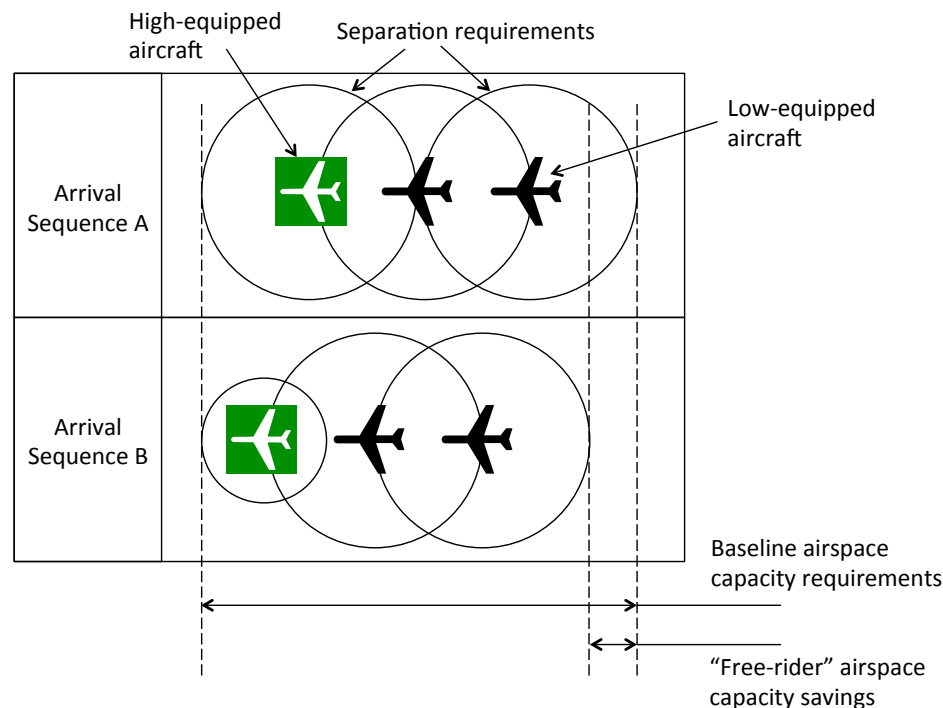 High-equipped
aircraft
Separation requirements
Low-equipped
aircraft
Arrival
Sequence A
Arrival
Sequence B
Baseline airspace
capacity requirements
“Free-rider” airspace
capacity savings